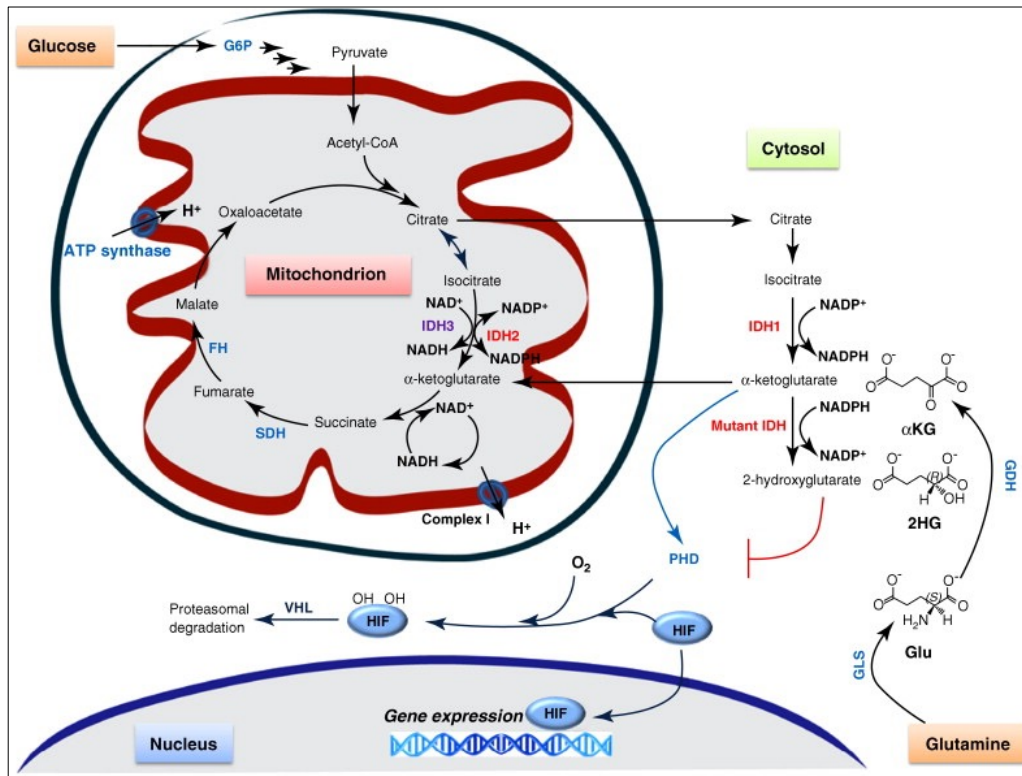 Glucose
G6P
Pyruvate
Acetyl-CoA
Cytosol
H⁺
Oxaloacetate
Citrate
Citrate
ATP synthase
Mitochondrion
Isocitrate
Isocitrate
Malate
NAD⁺
NADP⁺
NADP⁺
IDH3
IDH2
IDH1
NADH
NADPH
NADPH
FH
α-ketoglutarate
α-ketoglutarate
O⁻
O⁻
O
O
O
αKG
Fumarate
Succinate
NAD⁺
NADPH
SDH
Mutant IDH
NADH
NADP⁺
2-hydroxyglutarate
O⁻
O⁻
O
(R)
O
H
OH
2HG
GDH
Complex I
H⁺
O₂
PHD
OH OH
Proteasomal
degradation
VHL
HIF
HIF
O⁻
O⁻
O
(S)
O
H₂N
H
Glu
GLS
Gene expression
HIF
Nucleus
Glutamine